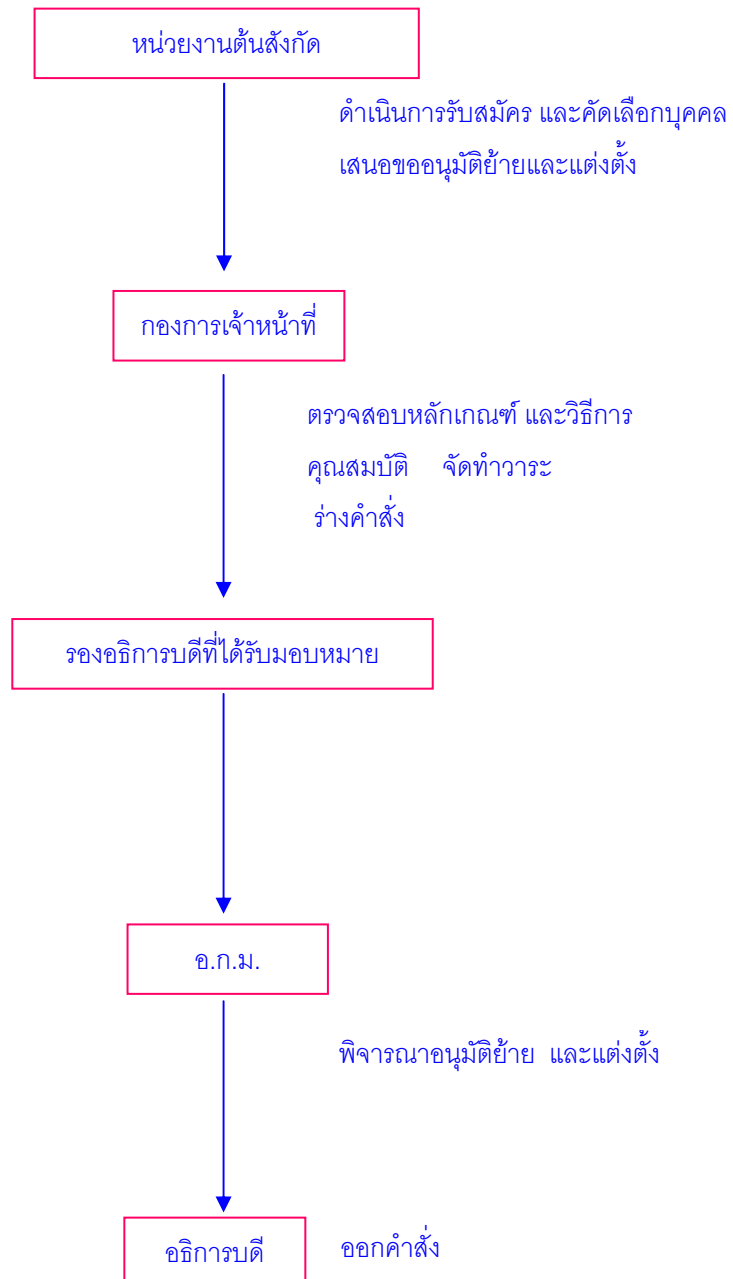 หน่วยงานต้นสังกัด
ดำเนินการรับสมัคร และคัดเลือกบุคคล
เสนอขออนุมัติย้ายและแต่งตั้ง
กองการเจ้าหน้าที่
ตรวจสอบหลักเกณฑ์ และวิธีการ
คุณสมบัติ จัดทำวาระ
ร่างคำสั่ง
รองอธิการบดีที่ได้รับมอบหมาย
อ.ก.ม.
พิจารณาอนุมัติย้าย และแต่งตั้ง
อธิการบดี ออกคำสั่ง